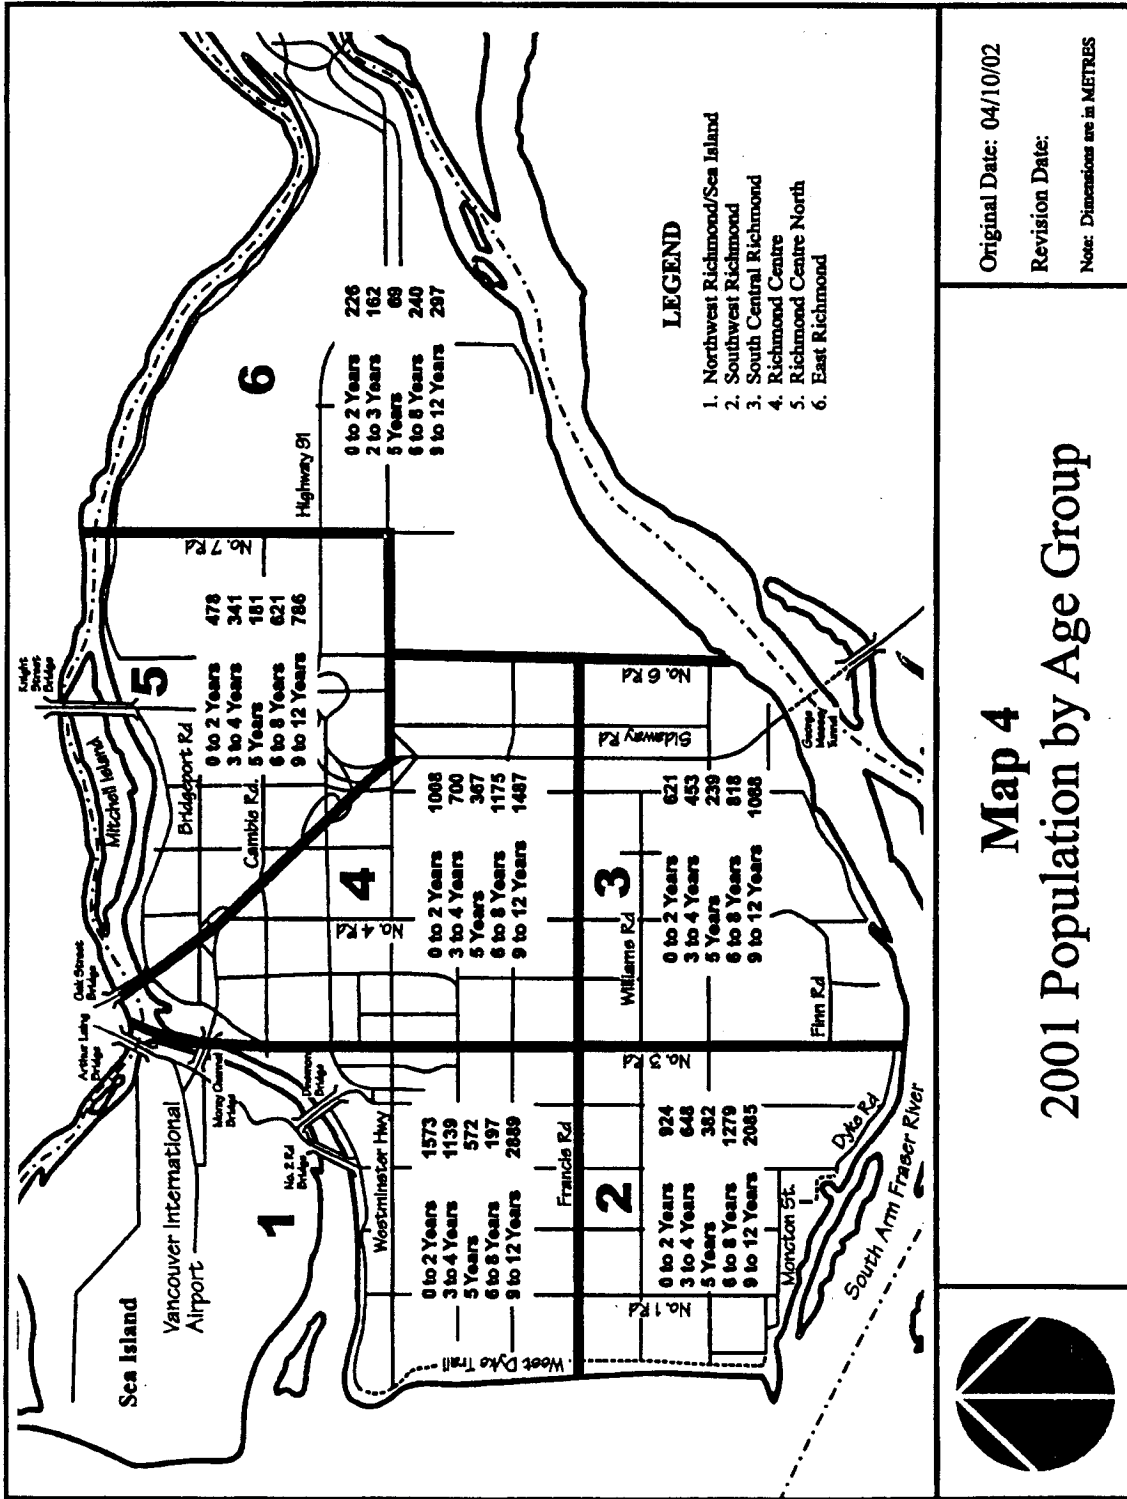 Sea Island
Vancouver International
Airport
Arthur Laing
Bridge
Oak Street
Bridge
Knight
Street
Bridge
Mitchell Island
Moray Channel
Bridge
Dinsmore
Bridge
No. 2 Rd
Bridge
Bridgeport Rd
Cambie Rd.
No. 7 Rd
Highway 91
Westminster Hwy
No. 4 Rd
No. 6 Rd
Sidaway Rd
Francis Rd
Williams Rd
No. 3 Rd
No. 1 Rd
West Dyke Trail
Moncton St.
Dyke Rd
Finn Rd
South Arm Fraser River
George
Massey
Tunnel
1
0 to 2 Years 1573
3 to 4 Years 1139
5 Years 572
6 to 8 Years 197
9 to 12 Years 2889
2
0 to 2 Years 924
3 to 4 Years 648
5 Years 382
6 to 8 Years 1279
9 to 12 Years 2085
3
0 to 2 Years 621
3 to 4 Years 453
5 Years 239
6 to 8 Years 818
9 to 12 Years 1068
4
0 to 2 Years 1008
3 to 4 Years 700
5 Years 367
6 to 8 Years 1175
9 to 12 Years 1487
5
0 to 2 Years 478
3 to 4 Years 341
5 Years 181
6 to 8 Years 621
9 to 12 Years 786
6
0 to 2 Years 226
2 to 3 Years 162
5 Years 69
6 to 8 Years 240
9 to 12 Years 297
LEGEND
1. Northwest Richmond/Sea Island
2. Southwest Richmond
3. South Central Richmond
4. Richmond Centre
5. Richmond Centre North
6. East Richmond
Map 4
2001 Population by Age Group
Original Date: 04/10/02
Revision Date:
Note: Dimensions are in METRES